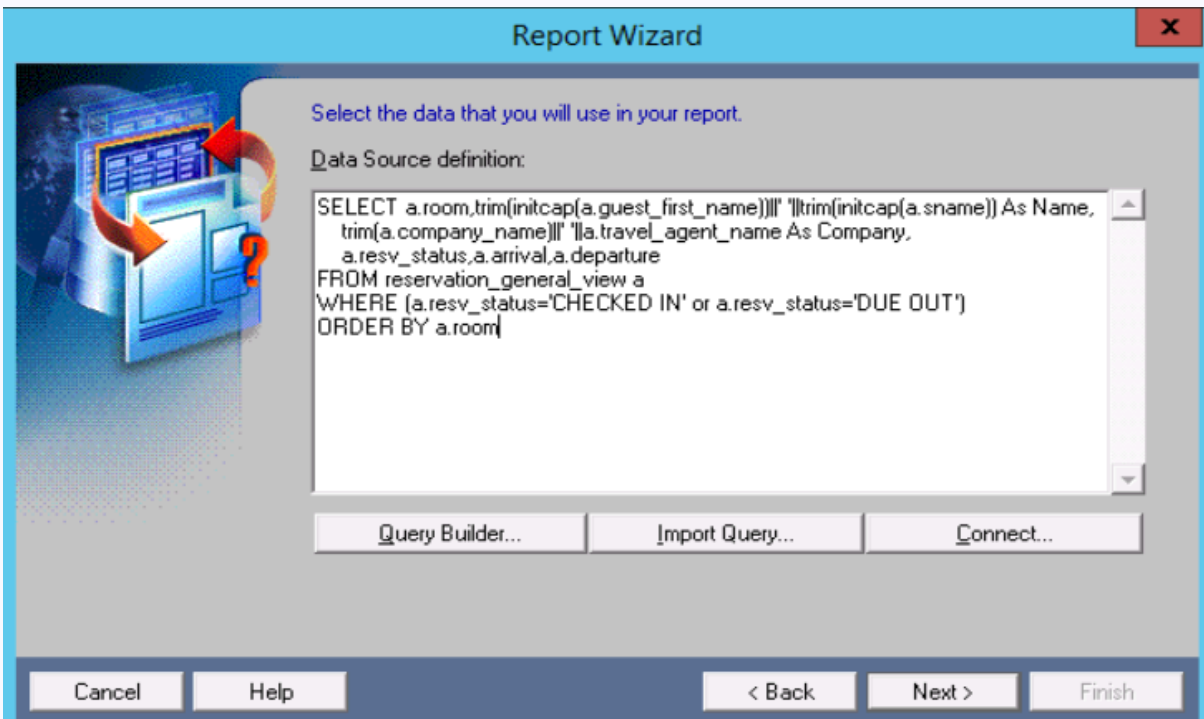 Report Wizard
x
Select the data that you will use in your report.
Data Source definition:
SELECT a.room,trim(initcap(a.guest_first_name))||' '||trim(initcap(a.sname)) As Name,
trim(a.company_name)||' '||a.travel_agent_name As Company,
a.resv_status,a.arrival,a.departure
FROM reservation_general_view a
WHERE (a.resv_status='CHECKED IN' or a.resv_status='DUE OUT')
ORDER BY a.room
?
Query Builder... Import Query... Connect...
Cancel Help < Back Next > Finish